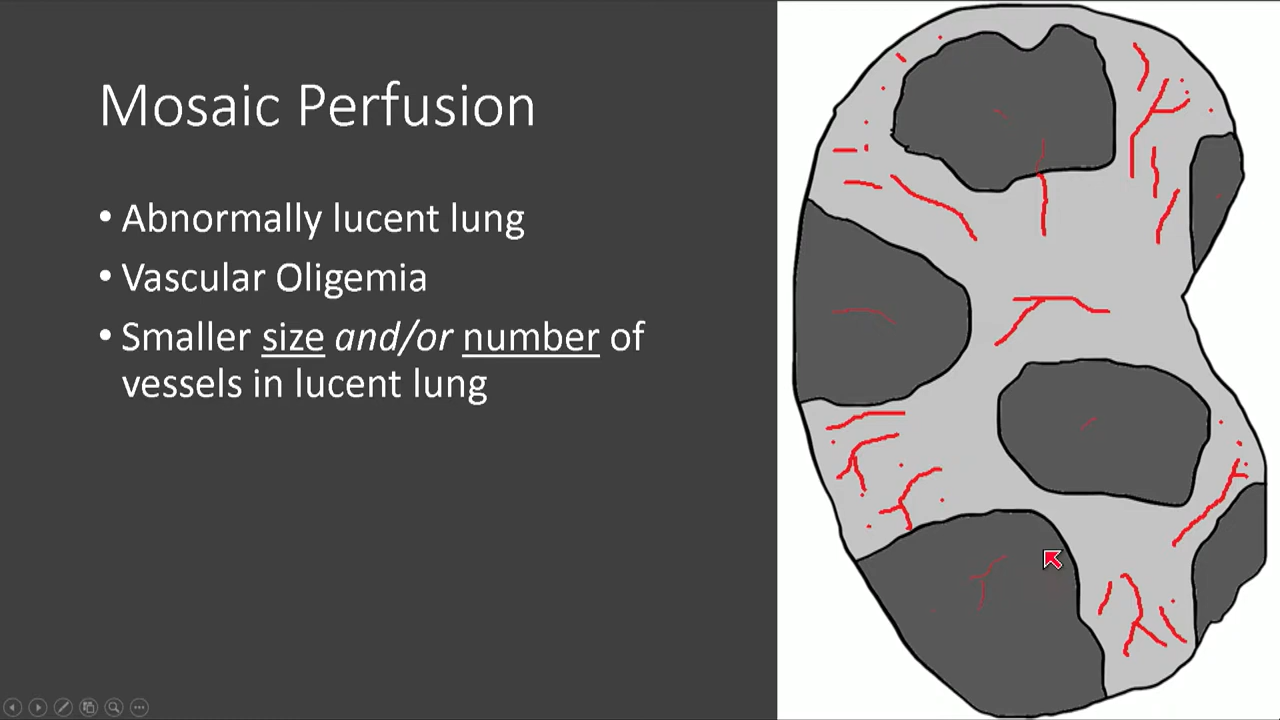 Mosaic Perfusion
• Abnormally lucent lung
• Vascular Oligemia
• Smaller size and/or number of
vessels in lucent lung